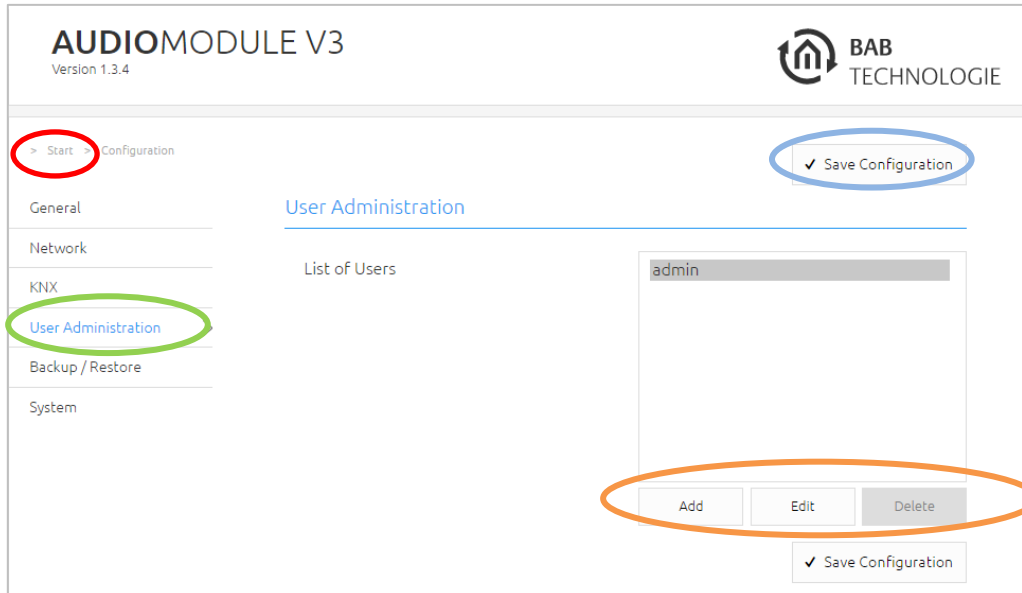 AUDIOMODULE V3
Version 1.3.4
BAB
TECHNOLOGIE
> Start > Configuration
✔ Save Configuration
General
Network
KNX
User Administration
Backup / Restore
System
User Administration
List of Users
admin
Add Edit Delete
✔ Save Configuration